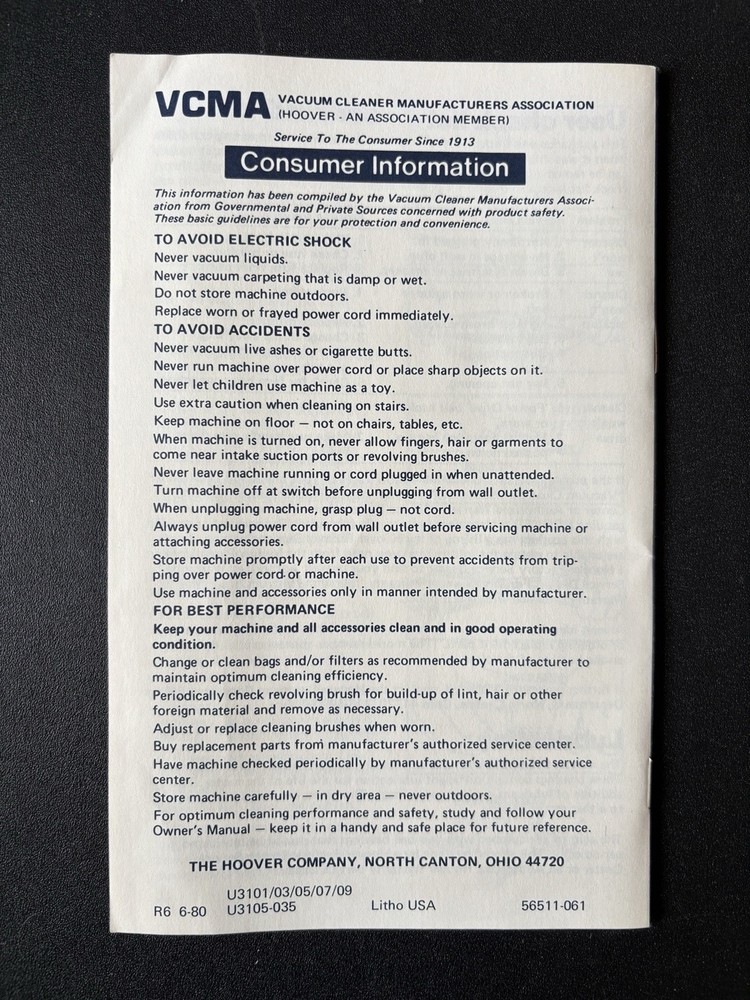 VCMA VACUUM CLEANER MANUFACTURERS ASSOCIATION
(HOOVER - AN ASSOCIATION MEMBER)
Service To The Consumer Since 1913
Consumer Information
This information has been compiled by the Vacuum Cleaner Manufacturers Associ-
ation from Governmental and Private Sources concerned with product safety.
These basic guidelines are for your protection and convenience.
TO AVOID ELECTRIC SHOCK
Never vacuum liquids.
Never vacuum carpeting that is damp or wet.
Do not store machine outdoors.
Replace worn or frayed power cord immediately.
TO AVOID ACCIDENTS
Never vacuum live ashes or cigarette butts.
Never run machine over power cord or place sharp objects on it.
Never let children use machine as a toy.
Use extra caution when cleaning on stairs.
Keep machine on floor — not on chairs, tables, etc.
When machine is turned on, never allow fingers, hair or garments to
come near intake suction ports or revolving brushes.
Never leave machine running or cord plugged in when unattended.
Turn machine off at switch before unplugging from wall outlet.
When unplugging machine, grasp plug — not cord.
Always unplug power cord from wall outlet before servicing machine or
attaching accessories.
Store machine promptly after each use to prevent accidents from trip-
ping over power cord or machine.
Use machine and accessories only in manner intended by manufacturer.
FOR BEST PERFORMANCE
Keep your machine and all accessories clean and in good operating
condition.
Change or clean bags and/or filters as recommended by manufacturer to
maintain optimum cleaning efficiency.
Periodically check revolving brush for build-up of lint, hair or other
foreign material and remove as necessary.
Adjust or replace cleaning brushes when worn.
Buy replacement parts from manufacturer's authorized service center.
Have machine checked periodically by manufacturer's authorized service
center.
Store machine carefully — in dry area — never outdoors.
For optimum cleaning performance and safety, study and follow your
Owner's Manual — keep it in a handy and safe place for future reference.
THE HOOVER COMPANY, NORTH CANTON, OHIO 44720
U3101/03/05/07/09
R6 6-80 U3105-035 Litho USA 56511-061